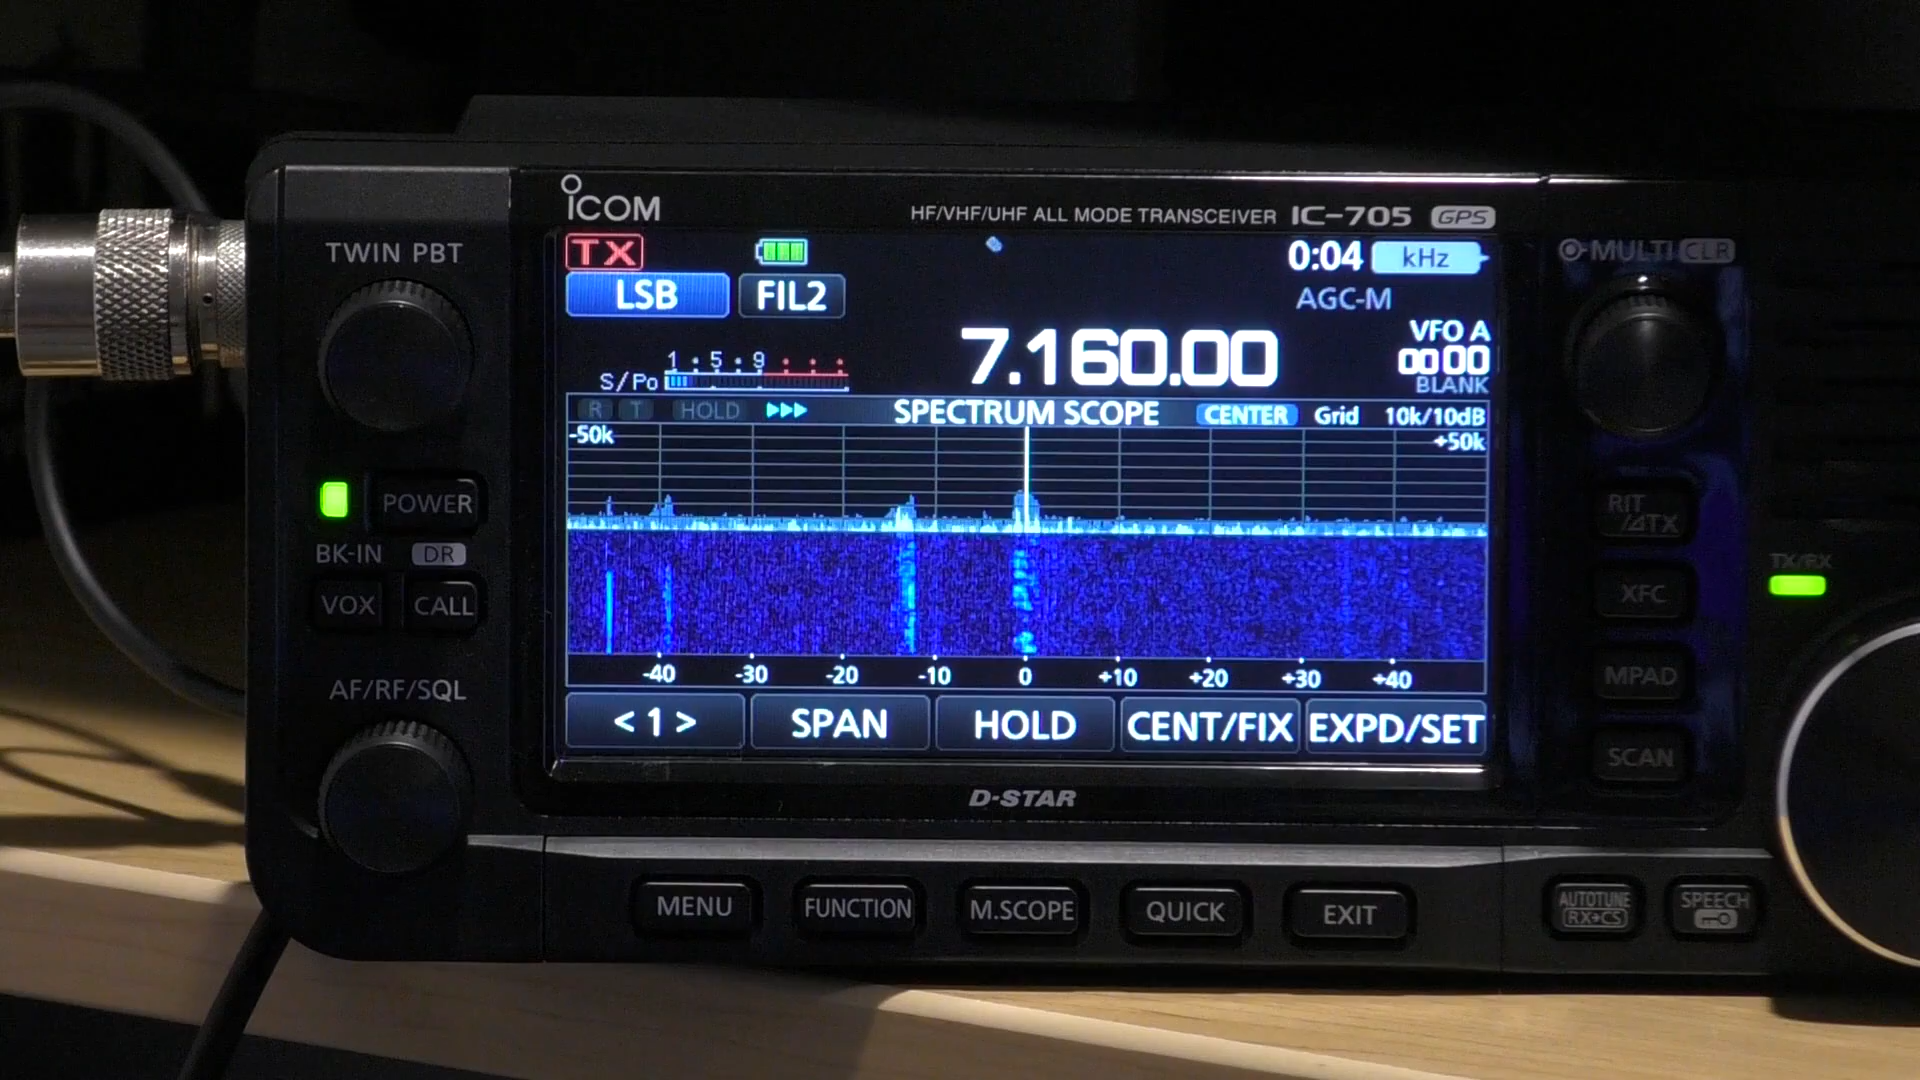 ICOM
HF/VHF/UHF ALL MODE TRANSCEIVER IC-705 GPS
TWIN PBT
MULTI CLR
TX
0:04 kHz
LSB FIL2
AGC-M
7.160.00
VFO A
0000
BLANK
1 • 5 • 9
S/Po
R T HOLD SPECTRUM SCOPE CENTER Grid 10k/10dB
-50k +50k
POWER
RIT
/⊿TX
BK-IN DR
TX/RX
VOX CALL
XFC
-40 -30 -20 -10 0 +10 +20 +30 +40
MPAD
AF/RF/SQL
< 1 > SPAN HOLD CENT/FIX EXPD/SET
SCAN
D-STAR
MENU FUNCTION M.SCOPE QUICK EXIT
AUTOTUNE
RX→CS
SPEECH